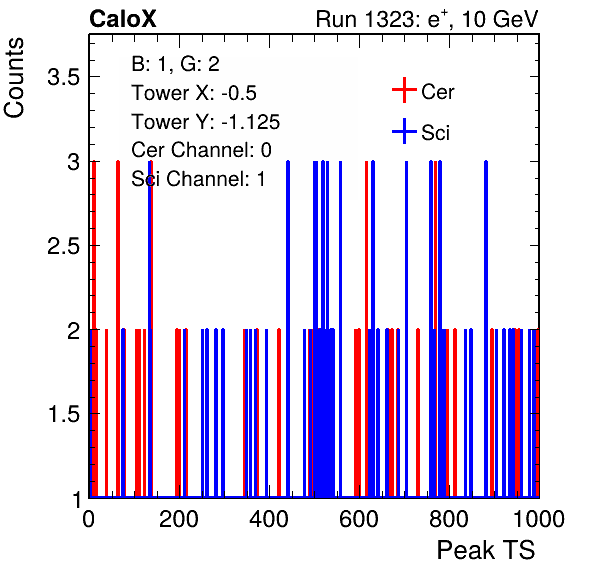 CaloX
Run 1323: e+, 10 GeV
Counts
3.5
3
2.5
2
1.5
1
B: 1, G: 2
Tower X: -0.5
Tower Y: -1.125
Cer Channel: 0
Sci Channel: 1
Cer
Sci
0 200 400 600 800 1000
Peak TS